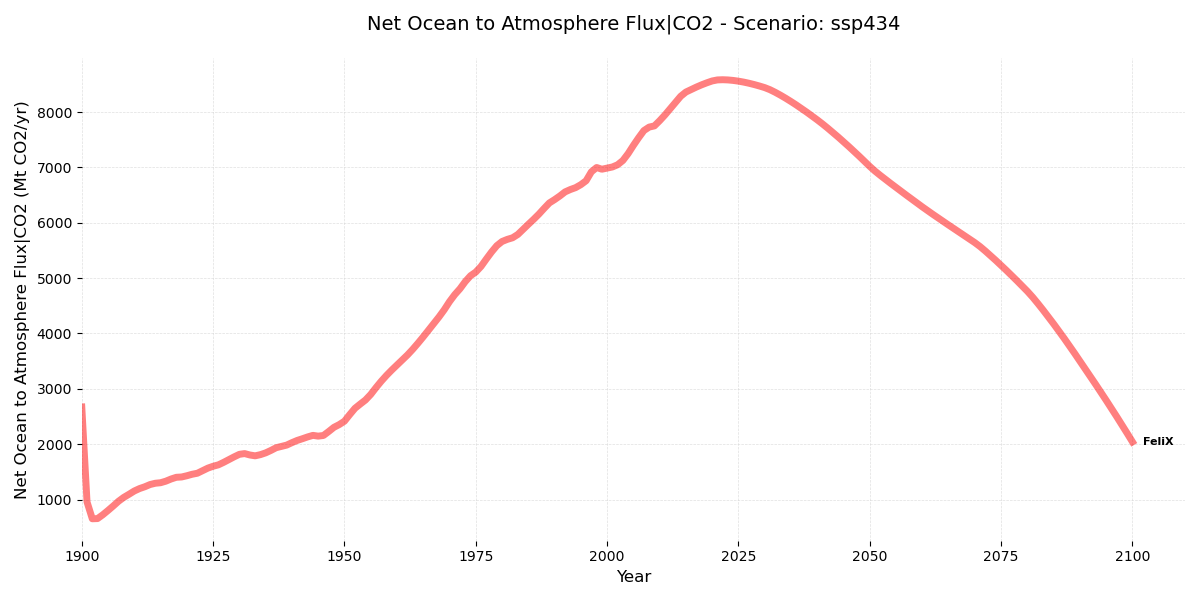 Net Ocean to Atmosphere Flux|CO2 - Scenario: ssp434
Net Ocean to Atmosphere Flux|CO2 (Mt CO2/yr)
8000
7000
6000
5000
4000
3000
2000
1000
FeliX
1900 1925 1950 1975 2000 2025 2050 2075 2100
Year